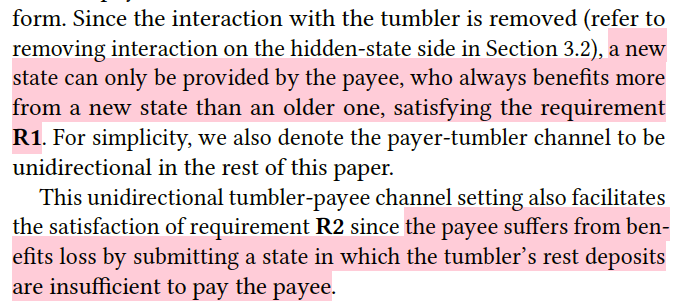 form. Since the interaction with the tumbler is removed (refer to
removing interaction on the hidden-state side in Section 3.2), a new
state can only be provided by the payee, who always benefits more
from a new state than an older one, satisfying the requirement
R1. For simplicity, we also denote the payer-tumbler channel to be
unidirectional in the rest of this paper.
This unidirectional tumbler-payee channel setting also facilitates
the satisfaction of requirement R2 since the payee suffers from ben-
efits loss by submitting a state in which the tumbler's rest deposits
are insufficient to pay the payee.